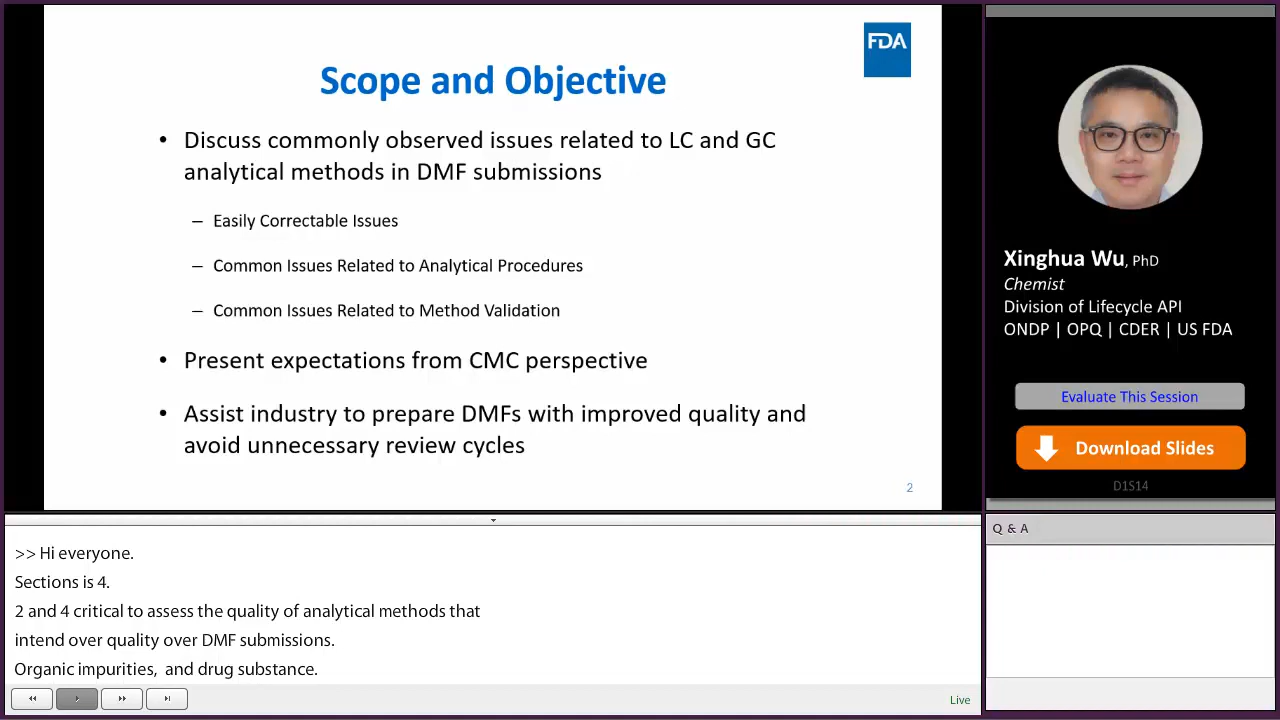 FDA
Scope and Objective
• Discuss commonly observed issues related to LC and GC
analytical methods in DMF submissions
– Easily Correctable Issues
– Common Issues Related to Analytical Procedures
– Common Issues Related to Method Validation
• Present expectations from CMC perspective
• Assist industry to prepare DMFs with improved quality and
avoid unnecessary review cycles
2
Xinghua Wu, PhD
Chemist
Division of Lifecycle API
ONDP | OPQ | CDER | US FDA
Evaluate This Session
Download Slides
D1S14
>> Hi everyone.
Sections is 4.
2 and 4 critical to assess the quality of analytical methods that
intend over quality over DMF submissions.
Organic impurities,  and drug substance.
Live
Q & A